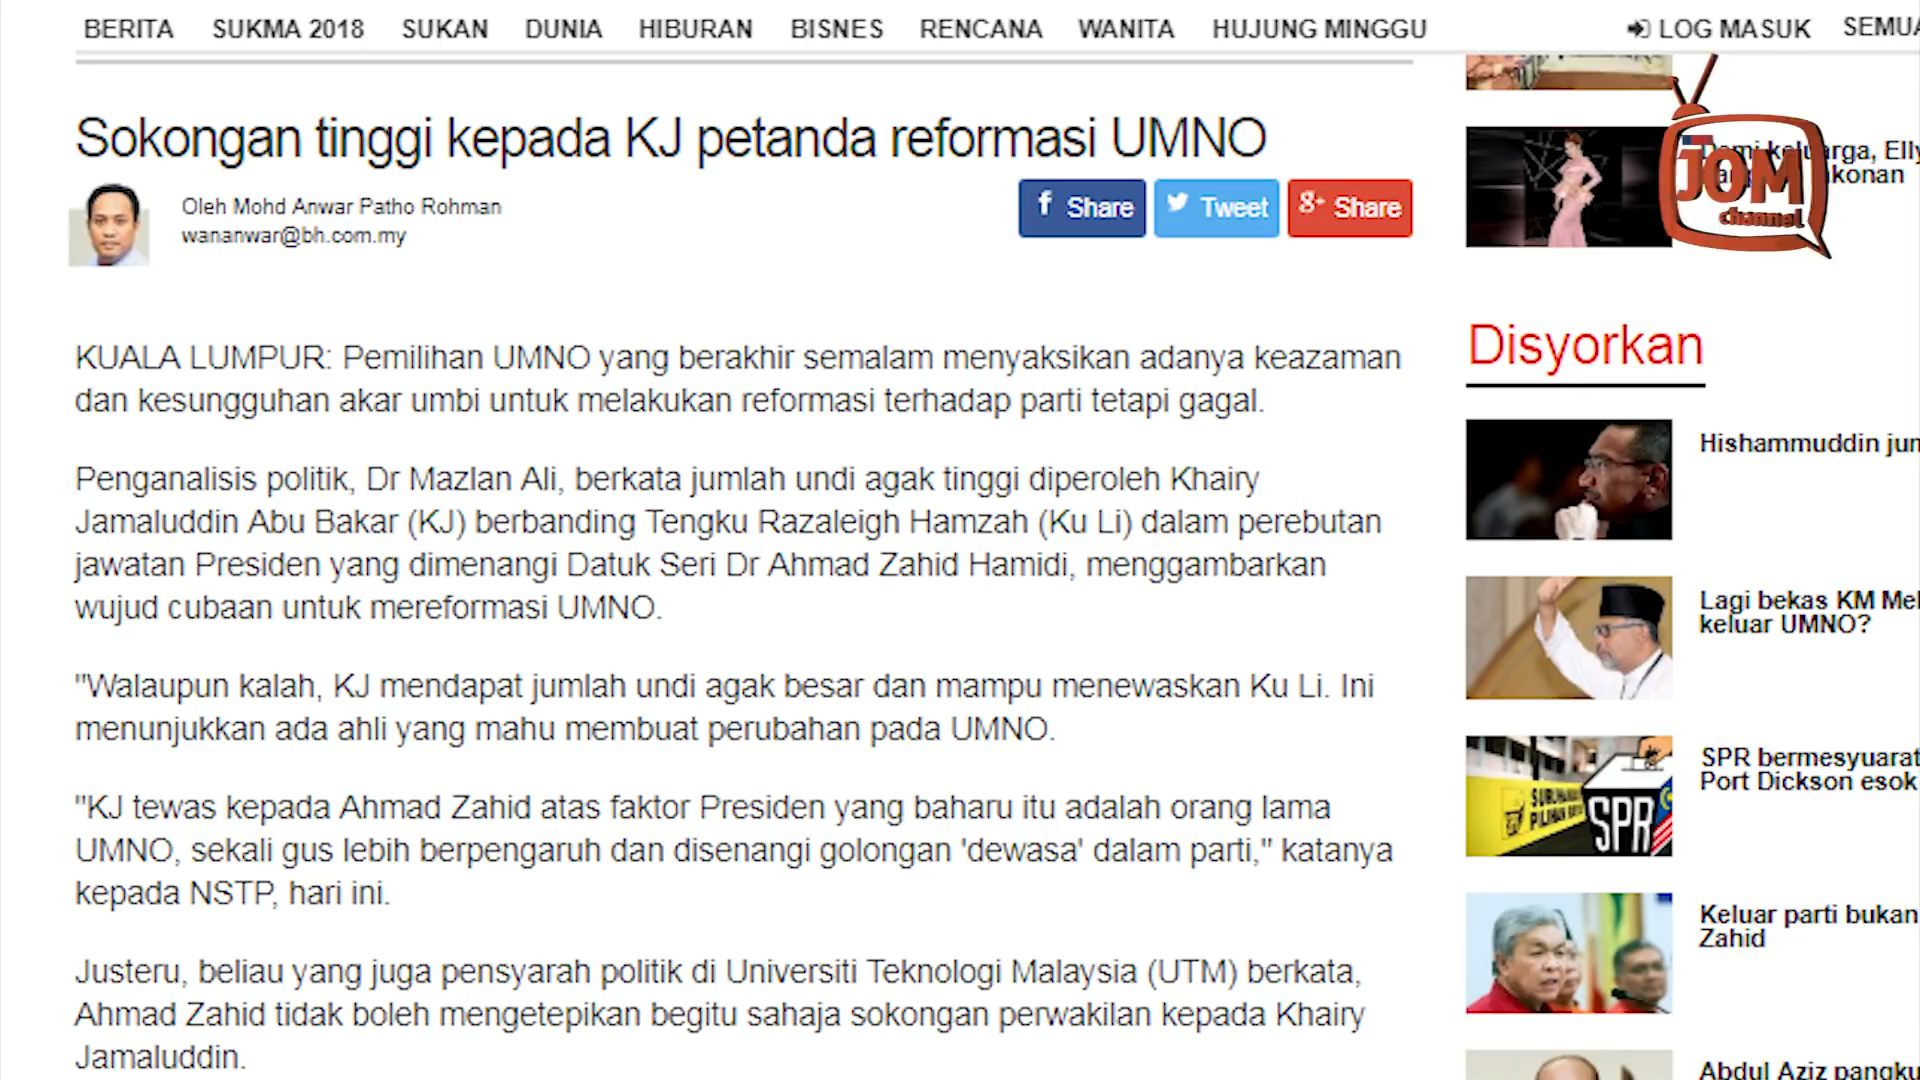 BERITA SUKMA 2018 SUKAN DUNIA HIBURAN BISNES RENCANA WANITA HUJUNG MINGGU LOG MASUK
Sokongan tinggi kepada KJ petanda reformasi UMNO
Oleh Mohd Anwar Patho Rohman
wananwar@bh.com.my
Share Tweet Share
KUALA LUMPUR: Pemilihan UMNO yang berakhir semalam menyaksikan adanya keazaman
dan kesungguhan akar umbi untuk melakukan reformasi terhadap parti tetapi gagal.
Penganalisis politik, Dr Mazlan Ali, berkata jumlah undi agak tinggi diperoleh Khairy
Jamaluddin Abu Bakar (KJ) berbanding Tengku Razaleigh Hamzah (Ku Li) dalam perebutan
jawatan Presiden yang dimenangi Datuk Seri Dr Ahmad Zahid Hamidi, menggambarkan
wujud cubaan untuk mereformasi UMNO.
"Walaupun kalah, KJ mendapat jumlah undi agak besar dan mampu menewaskan Ku Li. Ini
menunjukkan ada ahli yang mahu membuat perubahan pada UMNO.
"KJ tewas kepada Ahmad Zahid atas faktor Presiden yang baharu itu adalah orang lama
UMNO, sekali gus lebih berpengaruh dan disenangi golongan 'dewasa' dalam parti," katanya
kepada NSTP, hari ini.
Justeru, beliau yang juga pensyarah politik di Universiti Teknologi Malaysia (UTM) berkata,
Ahmad Zahid tidak boleh mengetepikan begitu sahaja sokongan perwakilan kepada Khairy
Jamaluddin.
JOM
channel
Disyorkan
Hishammuddin
Lagi bekas KM
keluar UMNO?
SPR bermesyuarat
Port Dickson esok
SPR
Keluar parti bukan
Zahid
Abdul Aziz